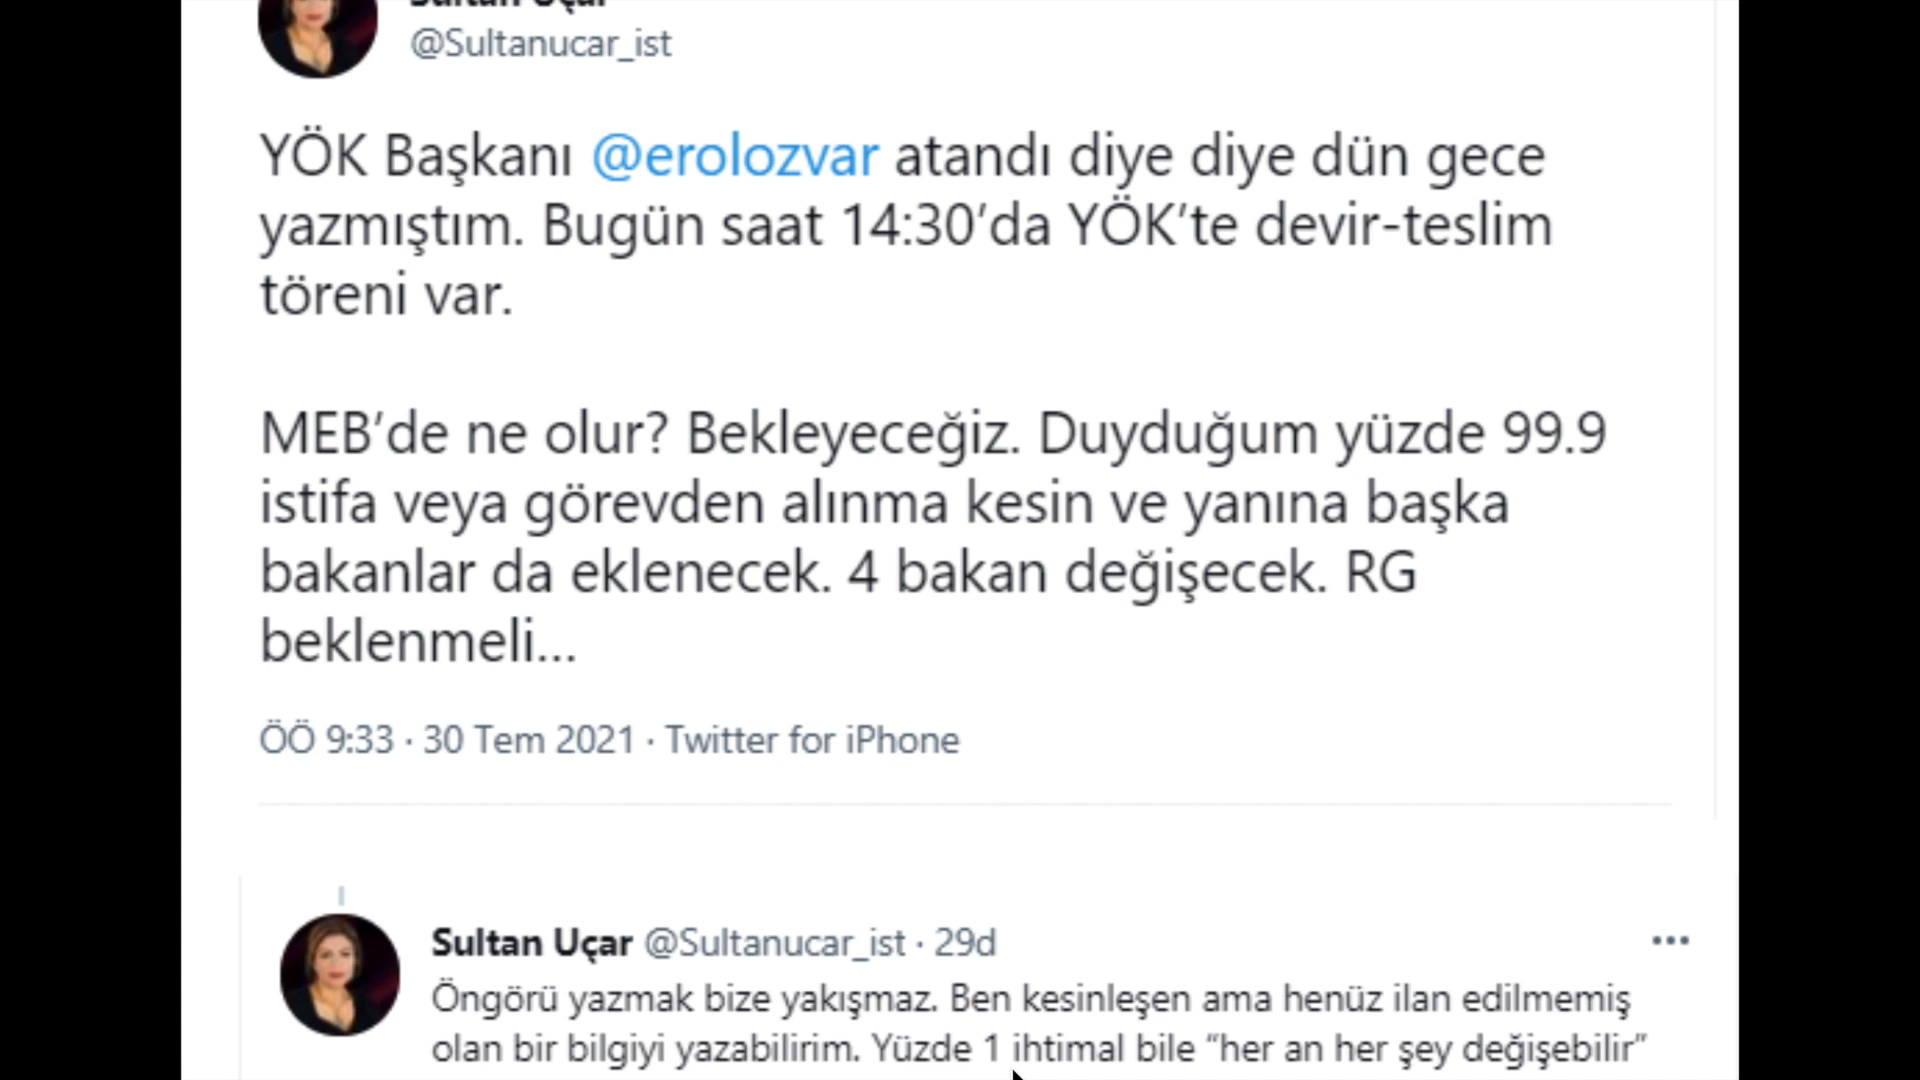 Sultan Uçar
@Sultanucar_ist
YÖK Başkanı @erolozvar atandı diye diye dün gece
yazmıştım. Bugün saat 14:30’da YÖK’te devir-teslim
töreni var.
MEB’de ne olur? Bekleyeceğiz. Duyduğum yüzde 99.9
istifa veya görevden alınma kesin ve yanına başka
bakanlar da eklenecek. 4 bakan değişecek. RG
beklenmeli...
ÖÖ 9:33 · 30 Tem 2021 · Twitter for iPhone
Sultan Uçar @Sultanucar_ist · 29d
Öngörü yazmak bize yakışmaz. Ben kesinleşen ama henüz ilan edilmemiş
olan bir bilgiyi yazabilirim. Yüzde 1 ihtimal bile “her an her şey değişebilir”